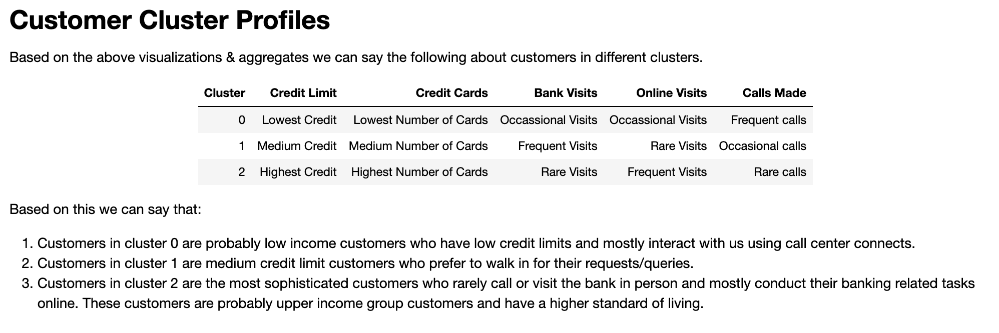 Customer Cluster Profiles
Based on the above visualizations & aggregates we can say the following about customers in different clusters.
Cluster Credit Limit Credit Cards Bank Visits Online Visits Calls Made
0 Lowest Credit Lowest Number of Cards Occassional Visits Occassional Visits Frequent calls
1 Medium Credit Medium Number of Cards Frequent Visits Rare Visits Occasional calls
2 Highest Credit Highest Number of Cards Rare Visits Frequent Visits Rare calls
Based on this we can say that:
1. Customers in cluster 0 are probably low income customers who have low credit limits and mostly interact with us using call center connects.
2. Customers in cluster 1 are medium credit limit customers who prefer to walk in for their requests/queries.
3. Customers in cluster 2 are the most sophisticated customers who rarely call or visit the bank in person and mostly conduct their banking related tasks
online. These customers are probably upper income group customers and have a higher standard of living.